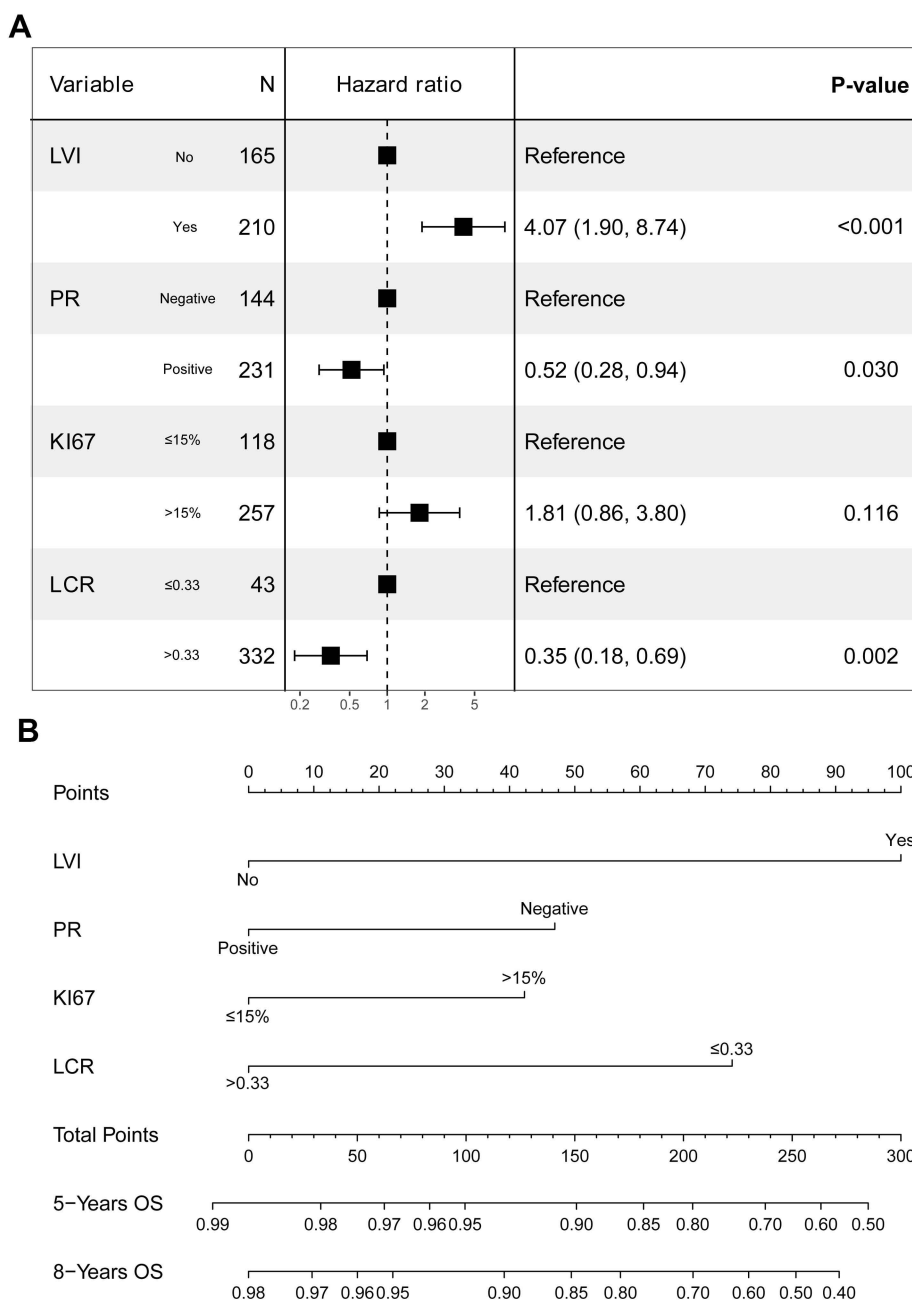 A
Variable N Hazard ratio P-value
LVI No 165 Reference
Yes 210 4.07 (1.90, 8.74) <0.001
PR Negative 144 Reference
Positive 231 0.52 (0.28, 0.94) 0.030
KI67 ≤15% 118 Reference
>15% 257 1.81 (0.86, 3.80) 0.116
LCR ≤0.33 43 Reference
>0.33 332 0.35 (0.18, 0.69) 0.002
0.2 0.5 1 2 5
B
0 10 20 30 40 50 60 70 80 90 100
Points
Yes
LVI
No
Negative
PR
Positive
>15%
KI67
≤15%
≤0.33
LCR
>0.33
Total Points
0 50 100 150 200 250 300
5−Years OS
0.99 0.98 0.97 0.96 0.95 0.90 0.85 0.80 0.70 0.60 0.50
8−Years OS
0.98 0.97 0.96 0.95 0.90 0.85 0.80 0.70 0.60 0.50 0.40